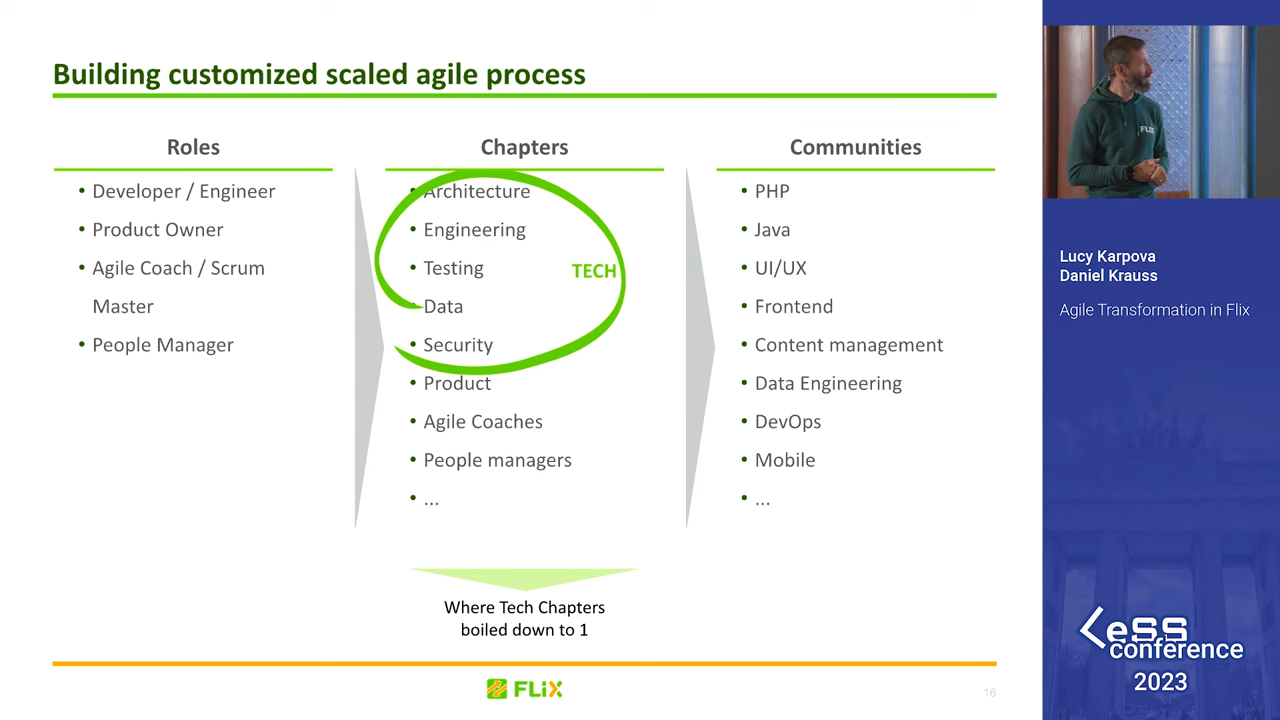 Building customized scaled agile process
Roles
• Developer / Engineer
• Product Owner
• Agile Coach / Scrum
Master
• People Manager
Chapters
• Architecture
• Engineering
• Testing
• Data
• Security
• Product
• Agile Coaches
• People managers
• ...
TECH
Communities
• PHP
• Java
• UI/UX
• Frontend
• Content management
• Data Engineering
• DevOps
• Mobile
• ...
Where Tech Chapters
boiled down to 1
FLiX
16
FLiX
Lucy Karpova
Daniel Krauss
Agile Transformation in Flix
LeSS
conference
2023